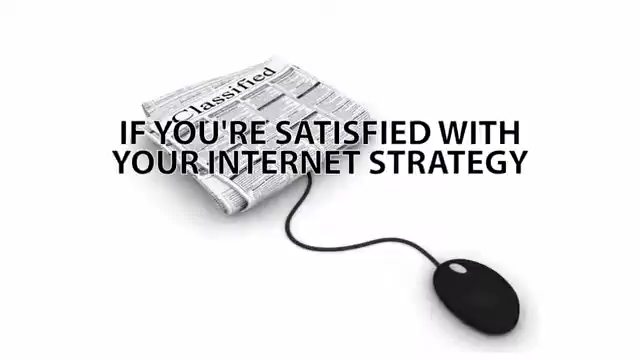 Classified
IF YOU'RE SATISFIED WITH
YOUR INTERNET STRATEGY